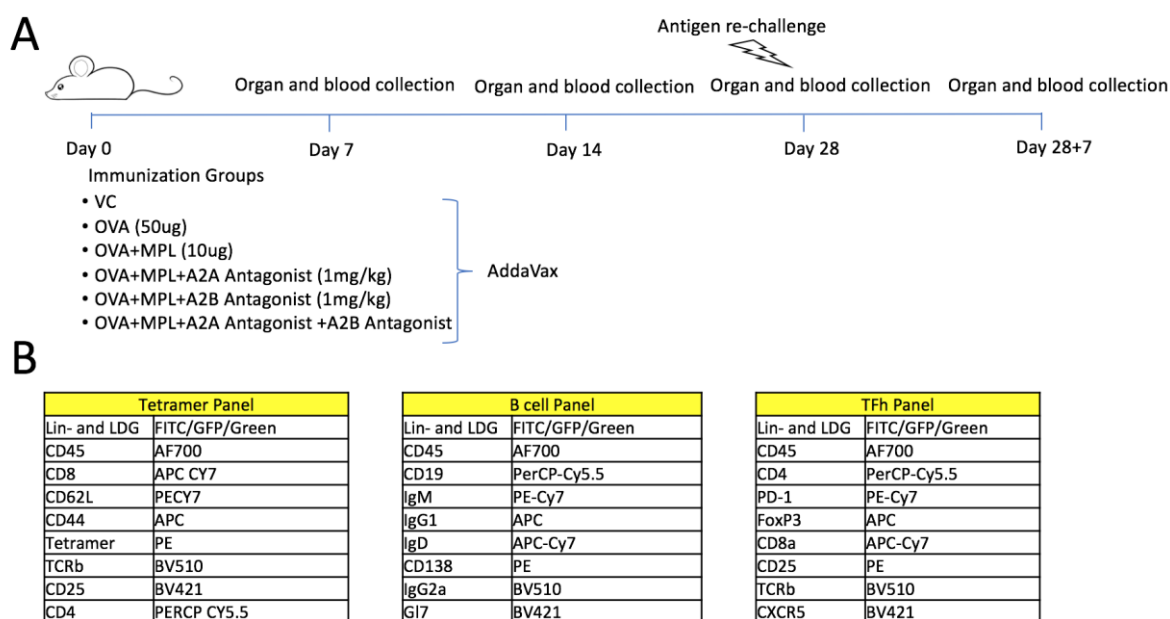 A
Antigen re-challenge
Organ and blood collection
Organ and blood collection
Organ and blood collection
Organ and blood collection
Day 0
Day 7
Day 14
Day 28
Day 28+7
Immunization Groups
• VC
• OVA (50ug)
• OVA+MPL (10ug)
• OVA+MPL+A2A Antagonist (1mg/kg)
• OVA+MPL+A2B Antagonist (1mg/kg)
• OVA+MPL+A2A Antagonist +A2B Antagonist
AddaVax
B
Tetramer Panel
Lin- and LDG FITC/GFP/Green
CD45 AF700
CD8 APC CY7
CD62L PECY7
CD44 APC
Tetramer PE
TCRb BV510
CD25 BV421
CD4 PERCP CY5.5
B cell Panel
Lin- and LDG FITC/GFP/Green
CD45 AF700
CD19 PerCP-Cy5.5
IgM PE-Cy7
IgG1 APC
IgD APC-Cy7
CD138 PE
IgG2a BV510
Gl7 BV421
TFh Panel
Lin- and LDG FITC/GFP/Green
CD45 AF700
CD4 PerCP-Cy5.5
PD-1 PE-Cy7
FoxP3 APC
CD8a APC-Cy7
CD25 PE
TCRb BV510
CXCR5 BV421